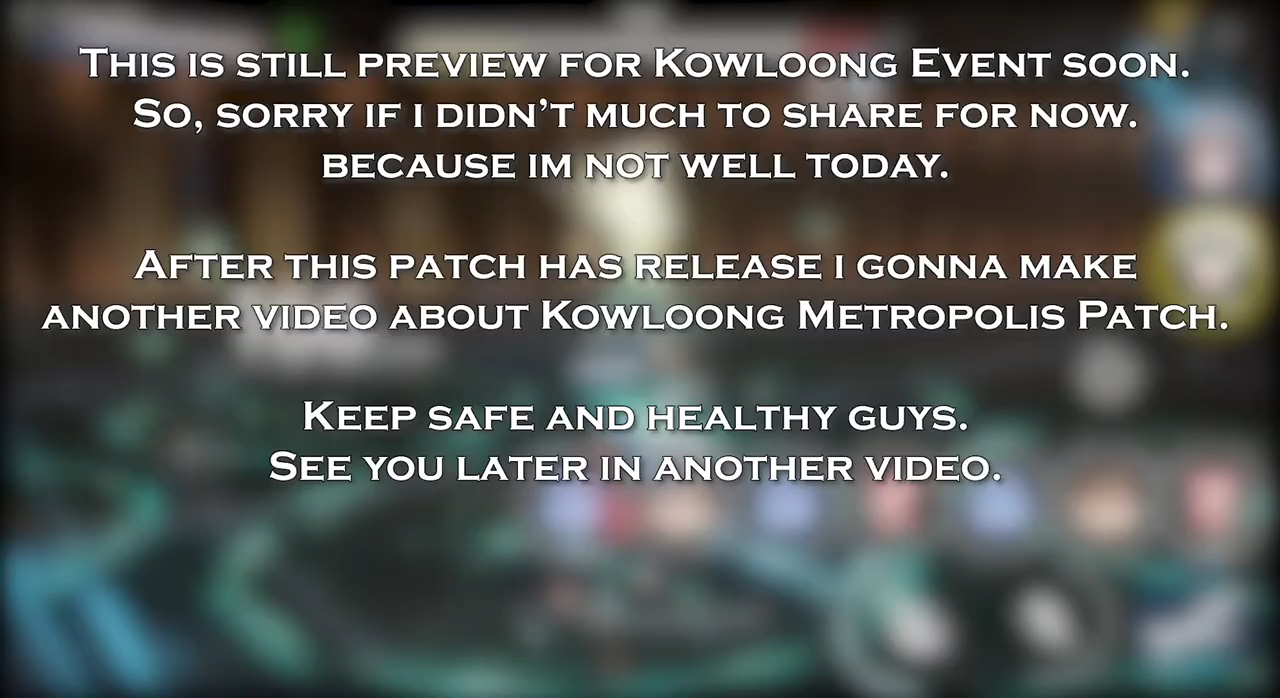 This is still preview for Kowloong Event soon.
So, sorry if i didn't much to share for now.
because im not well today.
After this patch has release i gonna make
another video about Kowloong Metropolis Patch.
Keep safe and healthy guys.
See you later in another video.